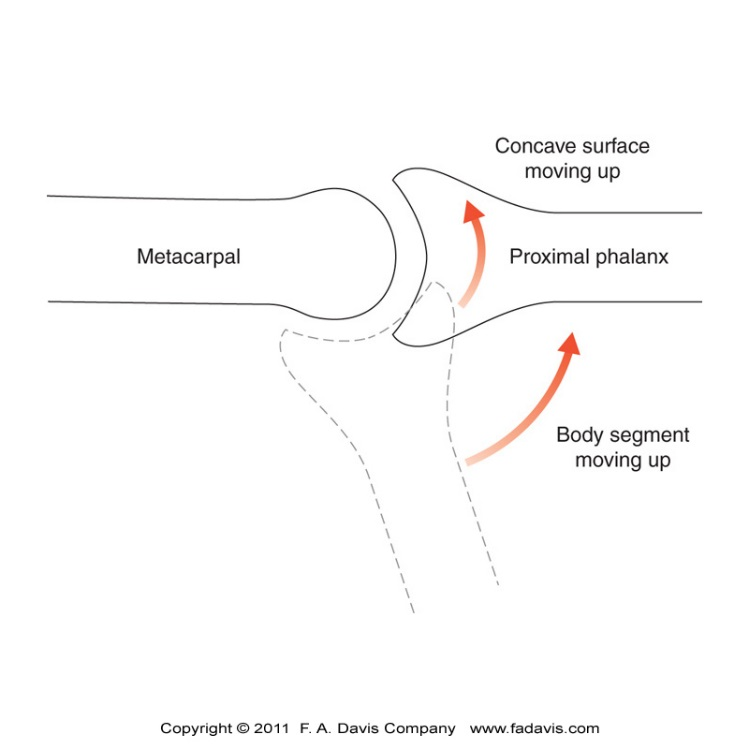 Concave surface
moving up
Metacarpal
Proximal phalanx
Body segment
moving up
Copyright © 2011 F. A. Davis Company www.fadavis.com